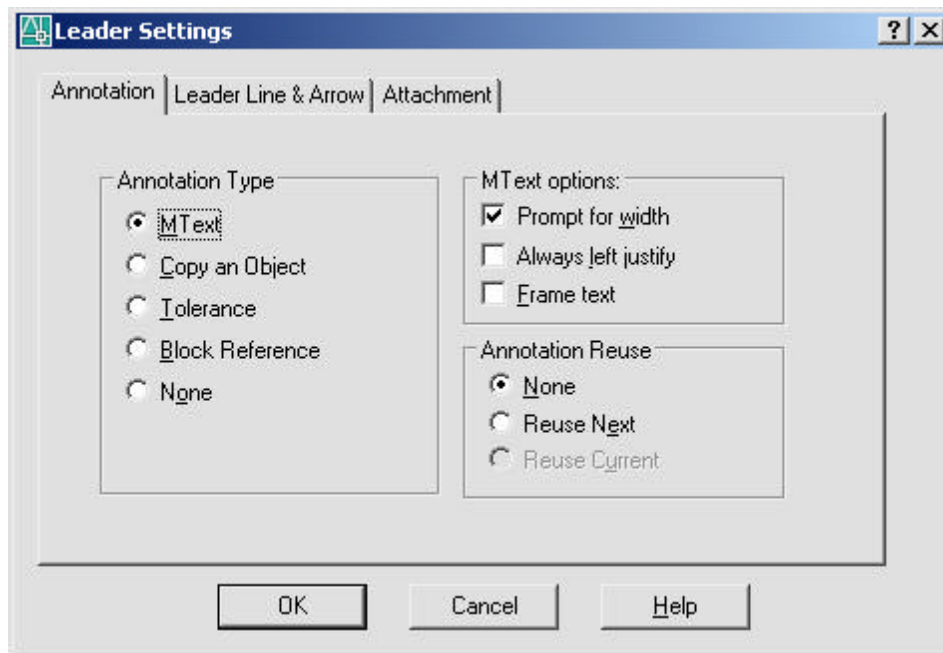 Leader Settings
Annotation Leader Line & Arrow Attachment
Annotation Type
MText
Copy an Object
Tolerance
Block Reference
None
MText options:
Prompt for width
Always left justify
Frame text
Annotation Reuse
None
Reuse Next
Reuse Current
OK Cancel Help